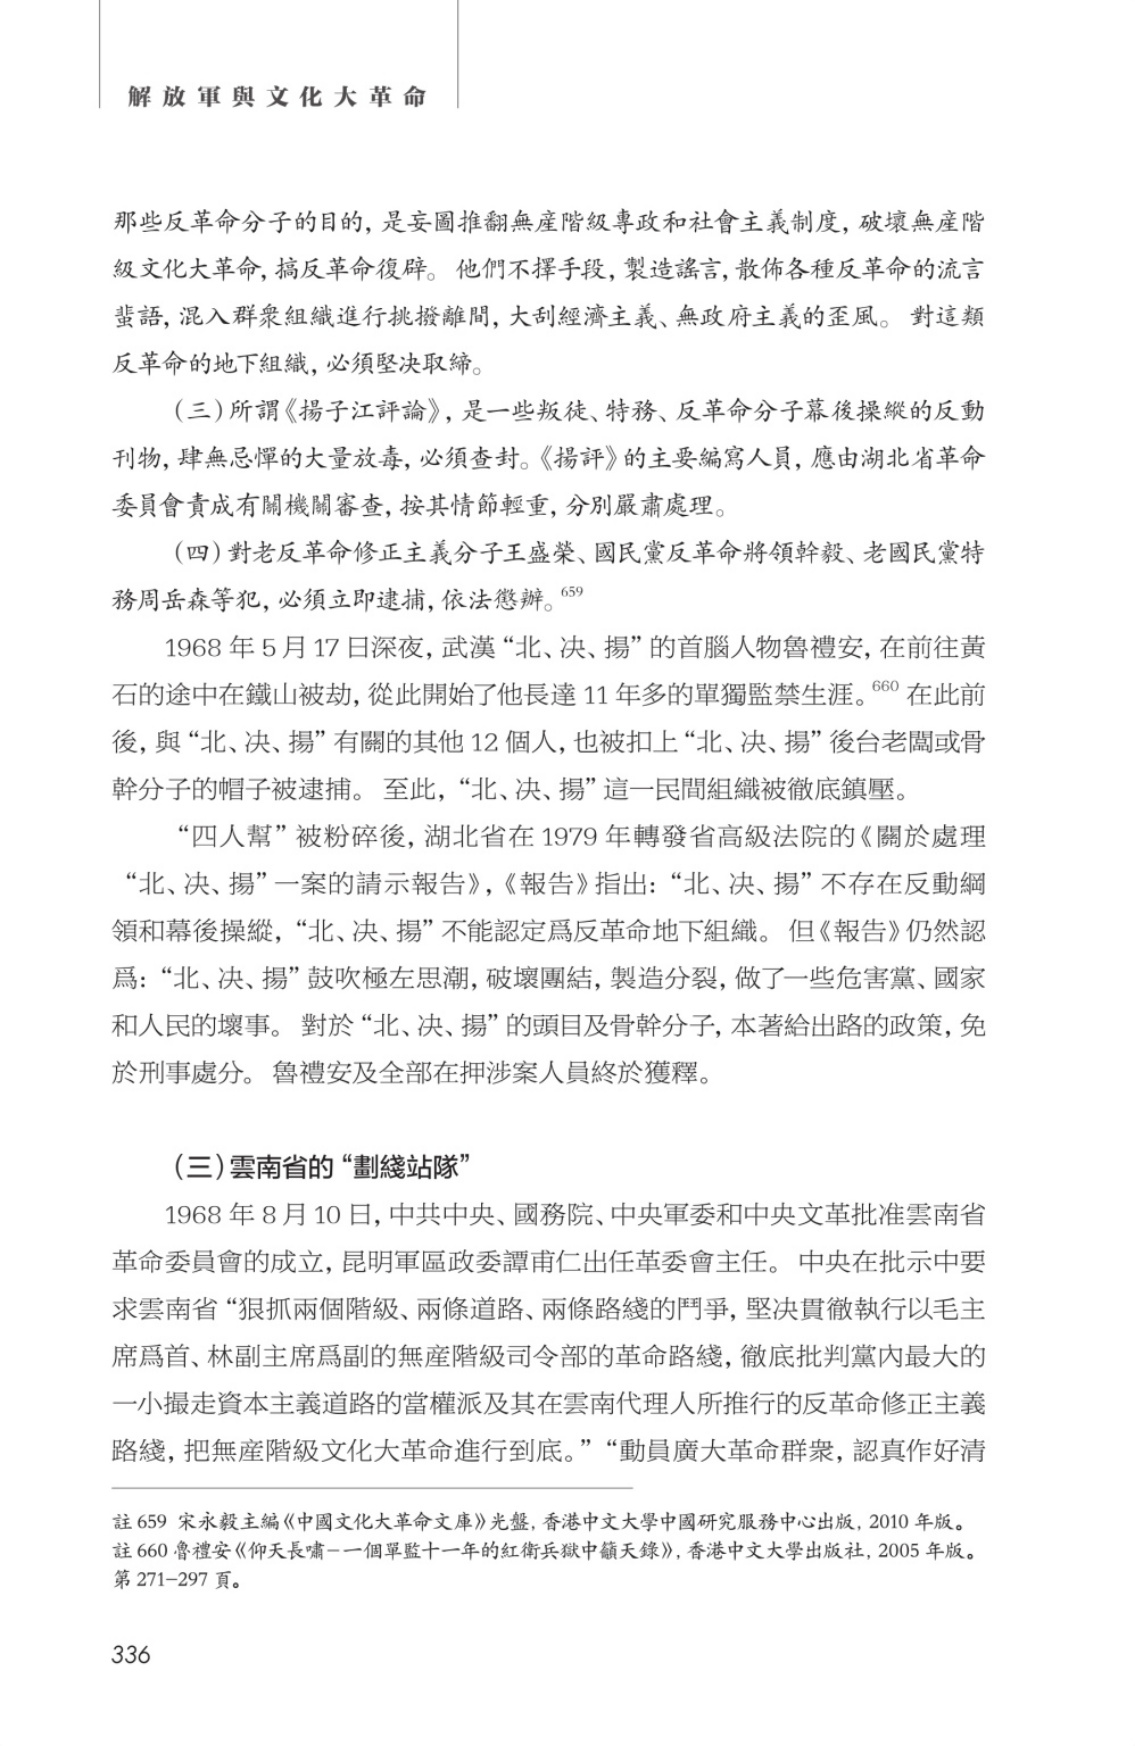 解放軍與文化大革命
那些反革命分子的目的，是妄圖推翻無産階級專政和社會主義制度，破壞無産階
級文化大革命，搞反革命復辟。他們不擇手段，製造謠言，散佈各種反革命的流言
蜚語，混入群衆組織進行挑撥離間，大刮經濟主義、無政府主義的歪風。對這類
反革命的地下組織，必須堅决取締。
（三）所謂《揚子江評論》，是一些叛徒、特務、反革命分子幕後操縱的反動
刊物，肆無忌憚的大量放毒，必須查封。《揚評》的主要編寫人員，應由湖北省革命
委員會責成有關機關審查，按其情節輕重，分別嚴肅處理。
（四）對老反革命修正主義分子王盛榮、國民黨反革命將領幹毅、老國民黨特
務周岳森等犯，必須立即逮捕，依法懲辦。659
1968 年 5 月 17 日深夜，武漢“北、决、揚”的首腦人物魯禮安，在前往黃
石的途中在鐵山被劫，從此開始了他長達 11 年多的單獨監禁生涯。660 在此前
後，與“北、决、揚”有關的其他 12 個人，也被扣上“北、决、揚”後台老闆或骨
幹分子的帽子被逮捕。至此，“北、决、揚”這一民間組織被徹底鎮壓。
“四人幫”被粉碎後，湖北省在 1979 年轉發省高級法院的《關於處理
“北、决、揚”一案的請示報告》，《報告》指出：“北、决、揚”不存在反動綱
領和幕後操縱，“北、决、揚”不能認定爲反革命地下組織。但《報告》仍然認
爲：“北、决、揚”鼓吹極左思潮，破壞團結，製造分裂，做了一些危害黨、國家
和人民的壞事。對於“北、决、揚”的頭目及骨幹分子，本著給出路的政策，免
於刑事處分。魯禮安及全部在押涉案人員終於獲釋。
（三）雲南省的“劃綫站隊”
1968 年 8 月 10 日，中共中央、國務院、中央軍委和中央文革批准雲南省
革命委員會的成立，昆明軍區政委譚甫仁出任革委會主任。中央在批示中要
求雲南省“狠抓兩個階級、兩條道路、兩條路綫的鬥爭，堅决貫徹執行以毛主
席爲首、林副主席爲副的無産階級司令部的革命路綫，徹底批判黨內最大的
一小撮走資本主義道路的當權派及其在雲南代理人所推行的反革命修正主義
路綫，把無産階級文化大革命進行到底。”“動員廣大革命群衆，認真作好清
註 659 宋永毅主編《中國文化大革命文庫》光盤，香港中文大學中國研究服務中心出版，2010 年版。
註 660 魯禮安《仰天長嘯－一個單監十一年的紅衛兵獄中籲天錄》，香港中文大學出版社，2005 年版。
第 271–297 頁。
336